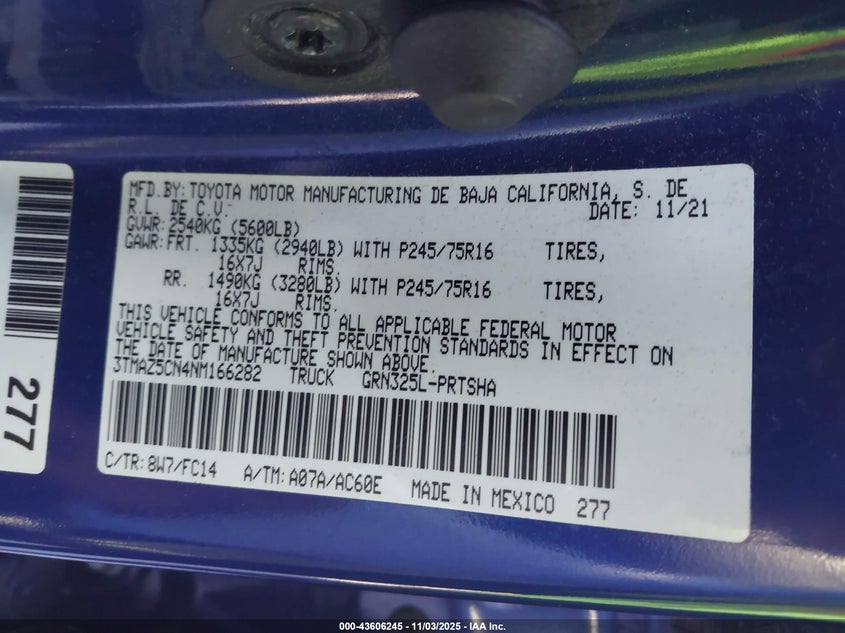 MFD.BY: TOYOTA MOTOR MANUFACTURING DE BAJA CALIFORNIA, S. DE
R.L. DE C.V.
DATE: 11/21
GVWR: 2540KG (5600LB)
GAWR: FRT. 1335KG (2940LB) WITH P245/75R16 TIRES,
16X7J RIMS.
RR. 1490KG (3280LB) WITH P245/75R16 TIRES,
16X7J RIMS.
THIS VEHICLE CONFORMS TO ALL APPLICABLE FEDERAL MOTOR
VEHICLE SAFETY AND THEFT PREVENTION STANDARDS IN EFFECT ON
THE DATE OF MANUFACTURE SHOWN ABOVE.
3TMAZ5CN4NM166282 TRUCK GRN325L-PRTSHA
C/TR: 8W7/FC14 A/TM: A07A/AC60E MADE IN MEXICO 277
277
000-43606245 - 11/03/2025 - IAA Inc.